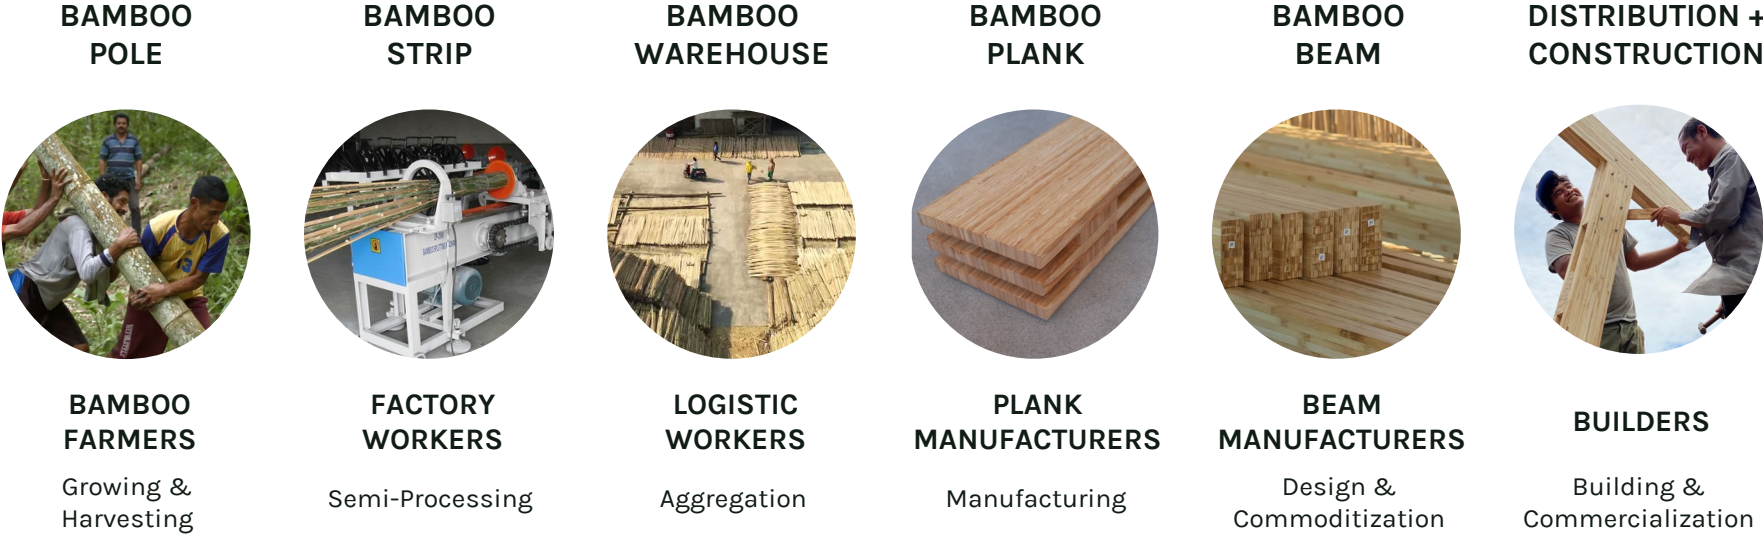 BAMBOO
POLE
BAMBOO
STRIP
BAMBOO
WAREHOUSE
BAMBOO
PLANK
BAMBOO
BEAM
DISTRIBUTION +
CONSTRUCTION
BAMBOO
FARMERS
FACTORY
WORKERS
LOGISTIC
WORKERS
PLANK
MANUFACTURERS
BEAM
MANUFACTURERS
BUILDERS
Growing &
Harvesting
Semi-Processing
Aggregation
Manufacturing
Design &
Commoditization
Building &
Commercialization